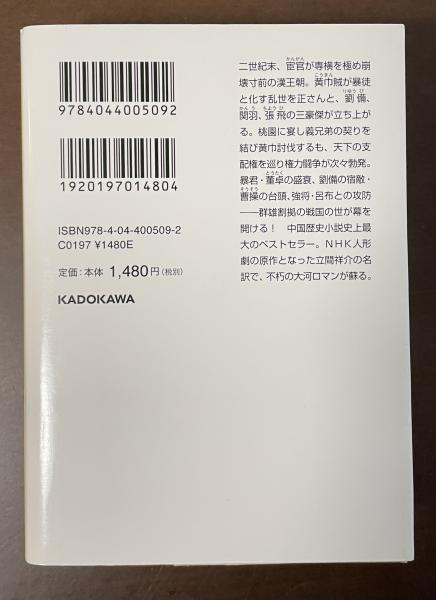 9784044005092
1920197014804
ISBN978-4-04-400509-2
C0197 ¥1480E
定価：本体 1,480円（税別）
KADOKAWA
二世紀末、宦官が専横を極め崩
壊寸前の漢王朝。黄巾賊が暴徒
と化す乱世を正さんと、劉備、
関羽、張飛の三豪傑が立ち上が
る。桃園に宴し義兄弟の契りを
結び黄巾討伐するも、天下の支
配権を巡り権力闘争が次々勃発。
暴君・董卓の盛衰、劉備の宿敵・
曹操の台頭、強将・呂布との攻防
――群雄割拠の戦国の世が幕を
開ける！　中国歴史小説史上最
大のベストセラー。NHK人形
劇の原作となった立間祥介の名
訳で、不朽の大河ロマンが蘇る。